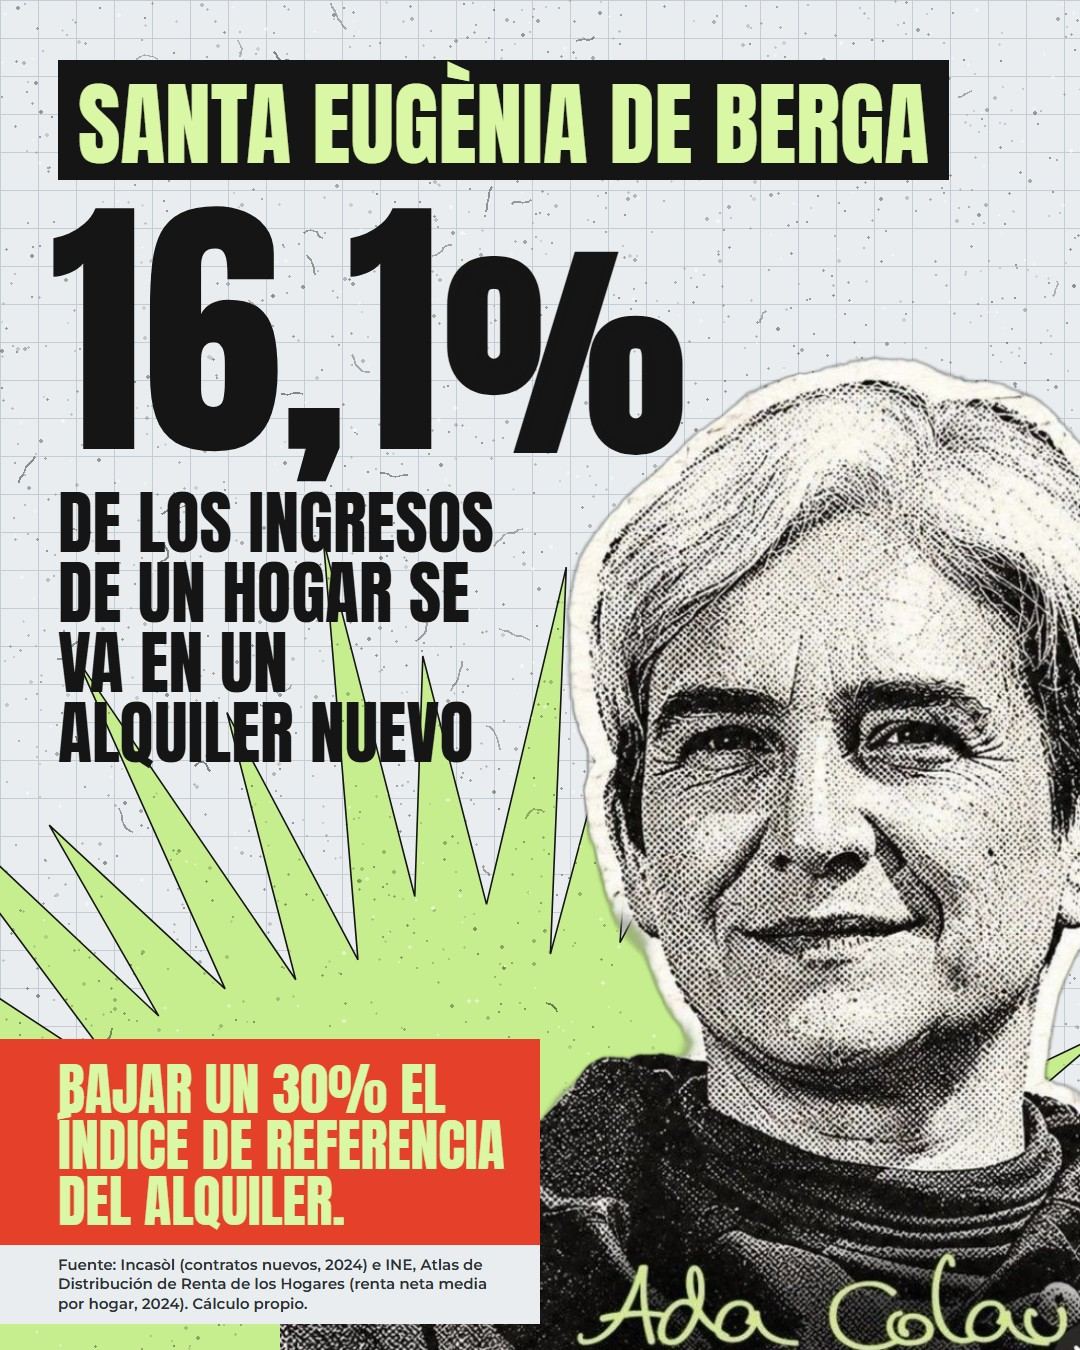 SANTA EUGÈNIA DE BERGA
16,1%
DE LOS INGRESOS
DE UN HOGAR SE
VA EN UN
ALQUILER NUEVO
BAJAR UN 30% EL
ÍNDICE DE REFERENCIA
DEL ALQUILER.
Fuente: Incasòl (contratos nuevos, 2024) e INE, Atlas de
Distribución de Renta de los Hogares (renta neta media
por hogar, 2024). Cálculo propio.
Ada Colau